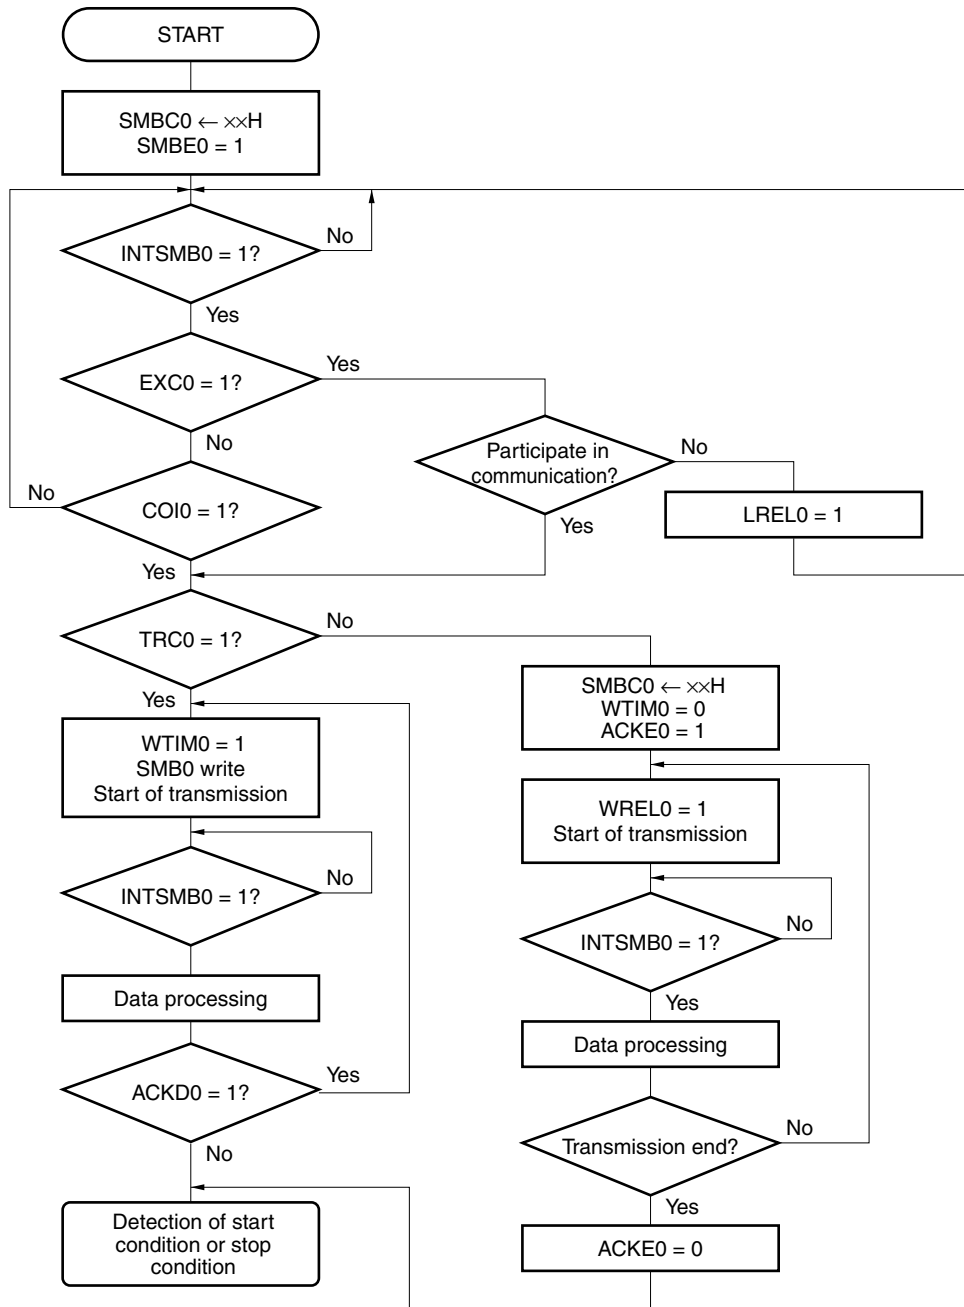 START
SMBC0 ← ××H
SMBE0 = 1
INTSMB0 = 1?
No
Yes
EXC0 = 1?
Yes
No
Participate in
communication?
No
Yes
LREL0 = 1
COI0 = 1?
No
Yes
TRC0 = 1?
No
Yes
WTIM0 = 1
SMB0 write
Start of transmission
INTSMB0 = 1?
No
Data processing
ACKD0 = 1?
Yes
No
Detection of start
condition or stop
condition
SMBC0 ← ××H
WTIM0 = 0
ACKE0 = 1
WREL0 = 1
Start of transmission
INTSMB0 = 1?
No
Yes
Data processing
Transmission end?
No
Yes
ACKE0 = 0